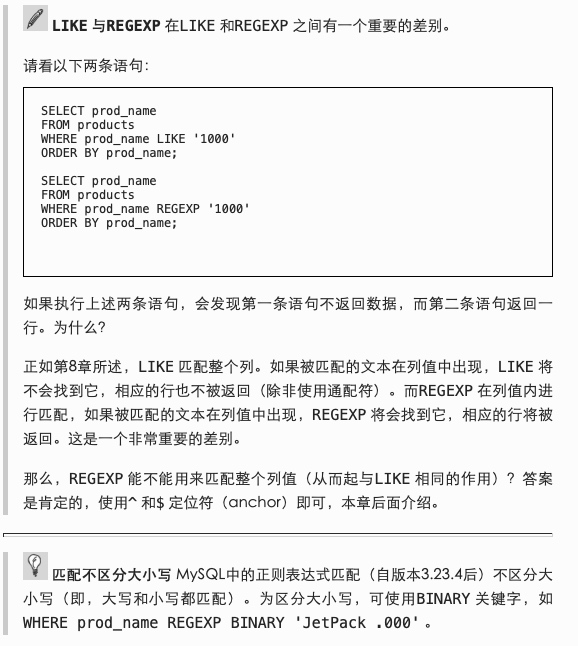 LIKE 与REGEXP 在LIKE 和REGEXP 之间有一个重要的差别。
请看以下两条语句：
SELECT prod_name
FROM products
WHERE prod_name LIKE '1000'
ORDER BY prod_name;
SELECT prod_name
FROM products
WHERE prod_name REGEXP '1000'
ORDER BY prod_name;
如果执行上述两条语句，会发现第一条语句不返回数据，而第二条语句返回一
行。为什么?
正如第8章所述，LIKE 匹配整个列。如果被匹配的文本在列值中出现，LIKE 将
不会找到它，相应的行也不被返回（除非使用通配符）。而REGEXP 在列值内进
行匹配，如果被匹配的文本在列值中出现，REGEXP 将会找到它，相应的行将被
返回。这是一个非常重要的差别。
那么，REGEXP 能不能用来匹配整个列值（从而起与LIKE 相同的作用）？答案
是肯定的，使用^ 和$ 定位符（anchor）即可，本章后面介绍。
匹配不区分大小写 MySQL中的正则表达式匹配（自版本3.23.4后）不区分大
小写（即，大写和小写都匹配）。为区分大小写，可使用BINARY 关键字，如
WHERE prod_name REGEXP BINARY 'JetPack .000' 。